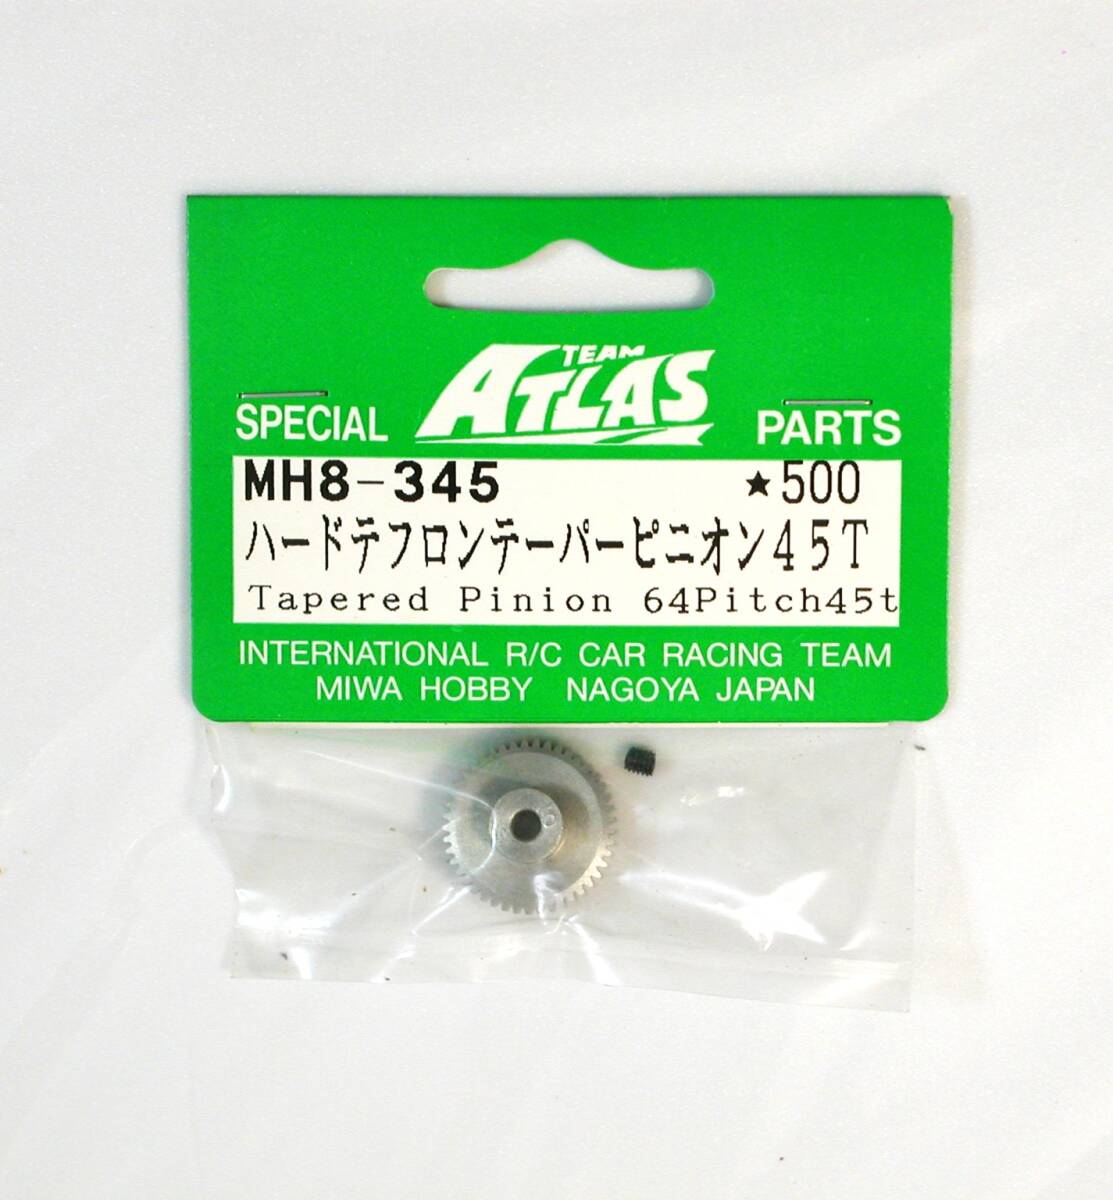 TEAM
ATLAS
SPECIAL PARTS
MH8-345 ★500
ハードテフロンテーパーピニオン45T
Tapered Pinion 64Pitch45t
INTERNATIONAL R/C CAR RACING TEAM
MIWA HOBBY NAGOYA JAPAN